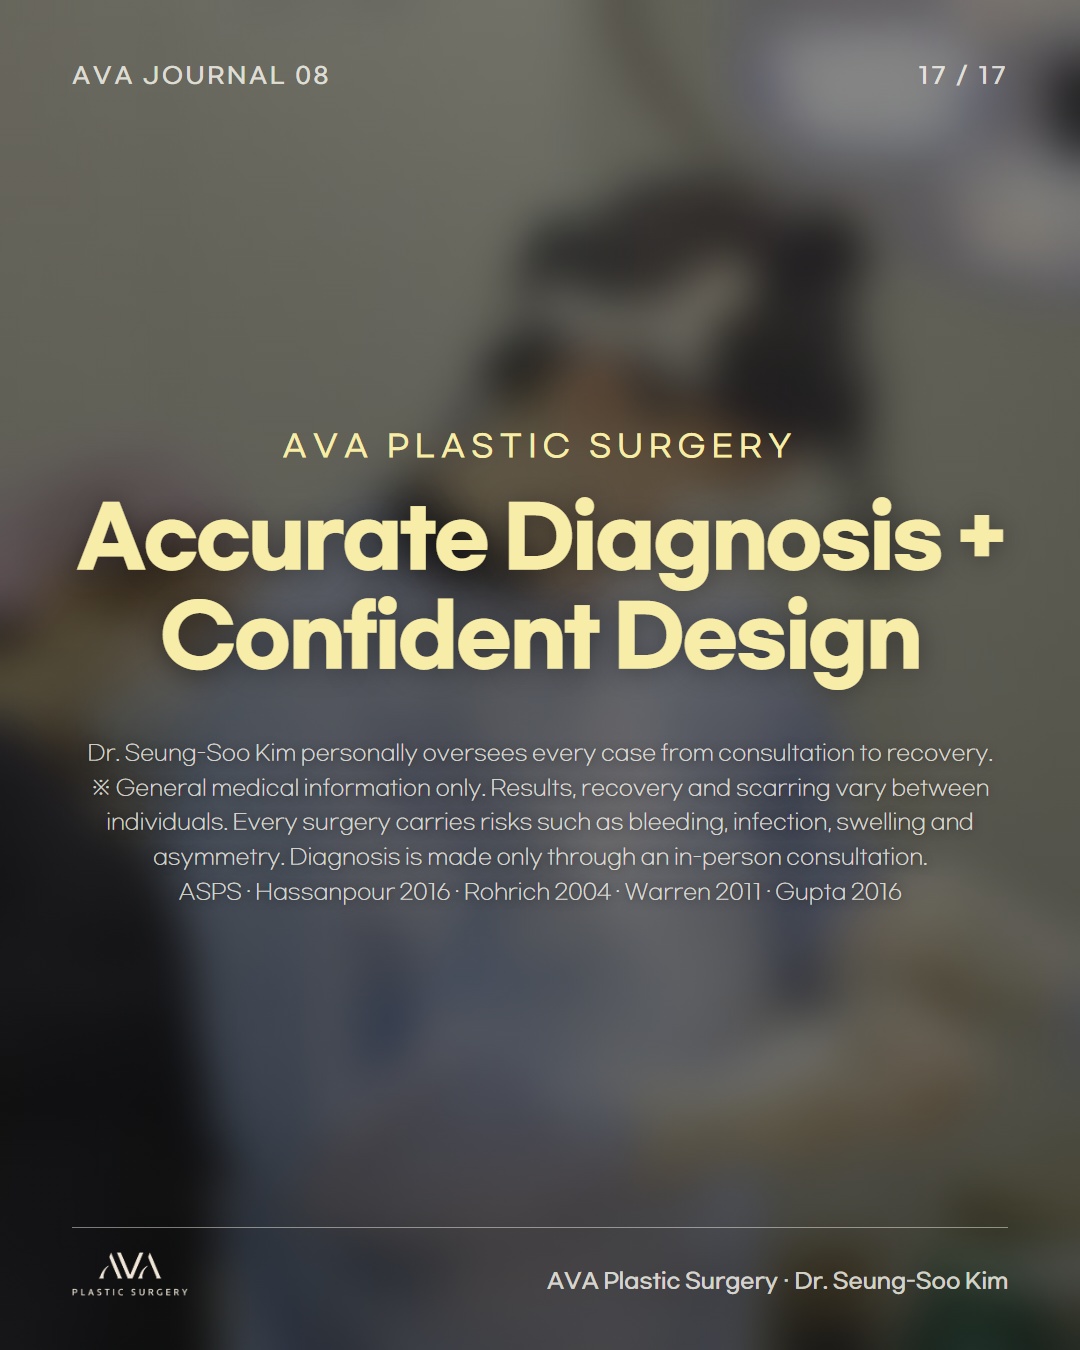 AVA JOURNAL 08
17 / 17
AVA PLASTIC SURGERY
Accurate Diagnosis +
Confident Design
Dr. Seung-Soo Kim personally oversees every case from consultation to recovery.
※ General medical information only. Results, recovery and scarring vary between
individuals. Every surgery carries risks such as bleeding, infection, swelling and
asymmetry. Diagnosis is made only through an in-person consultation.
ASPS · Hassanpour 2016 · Rohrich 2004 · Warren 2011 · Gupta 2016
AVA
PLASTIC SURGERY
AVA Plastic Surgery · Dr. Seung-Soo Kim